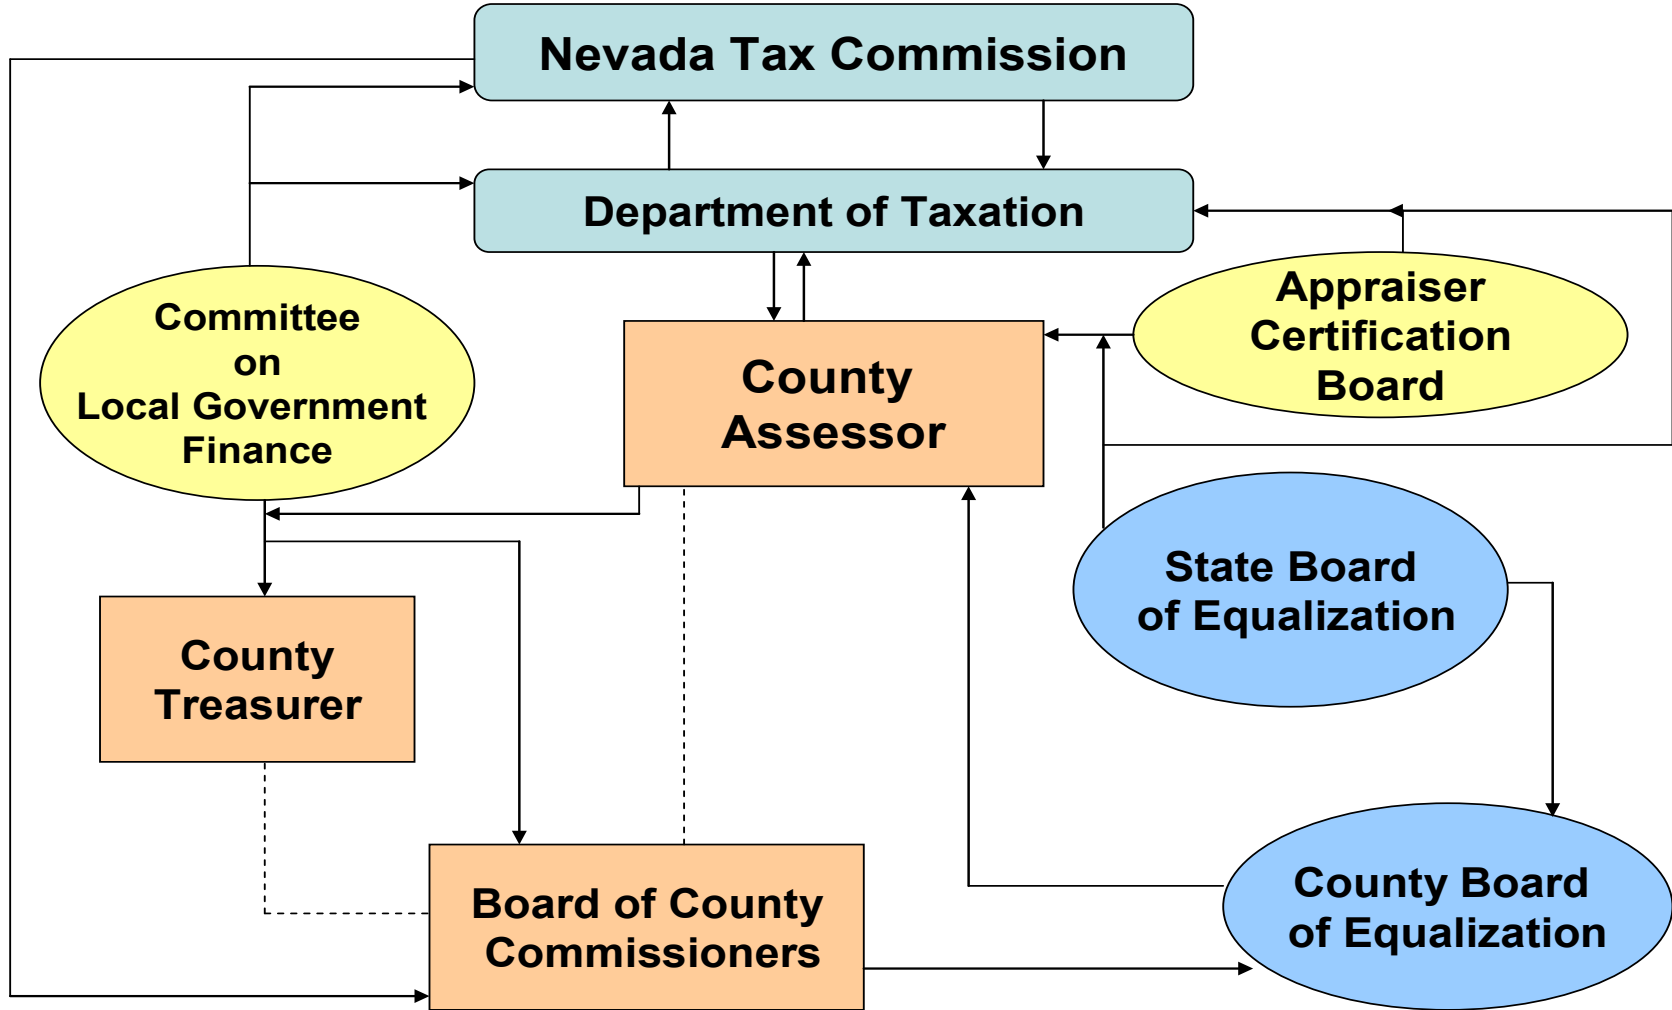 Nevada Tax Commission
Department of Taxation
Committee
on
Local Government
Finance
Appraiser
Certification
Board
County
Assessor
State Board
of Equalization
County
Treasurer
Board of County
Commissioners
County Board
of Equalization